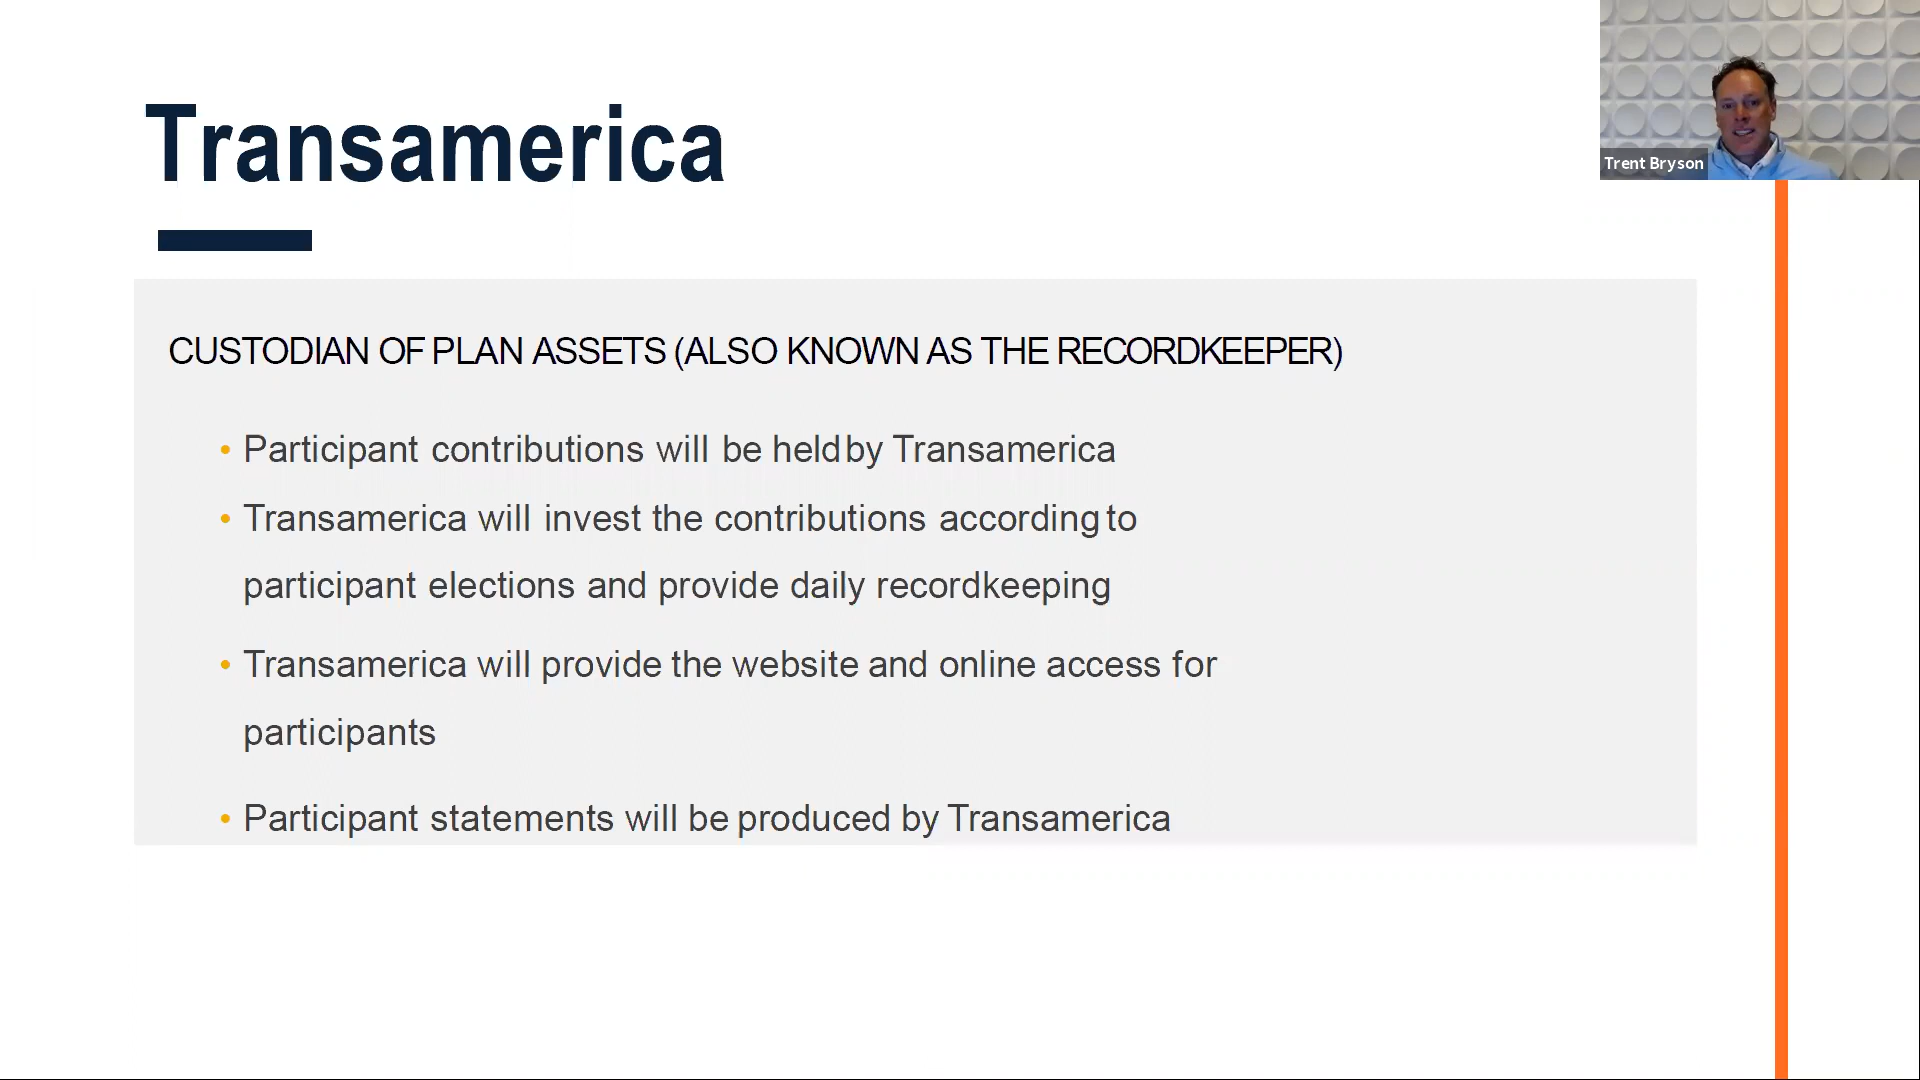 Transamerica
Trent Bryson
CUSTODIAN OF PLAN ASSETS (ALSO KNOWN AS THE RECORDKEEPER)
• Participant contributions will be held by Transamerica
• Transamerica will invest the contributions according to
participant elections and provide daily recordkeeping
• Transamerica will provide the website and online access for
participants
• Participant statements will be produced by Transamerica